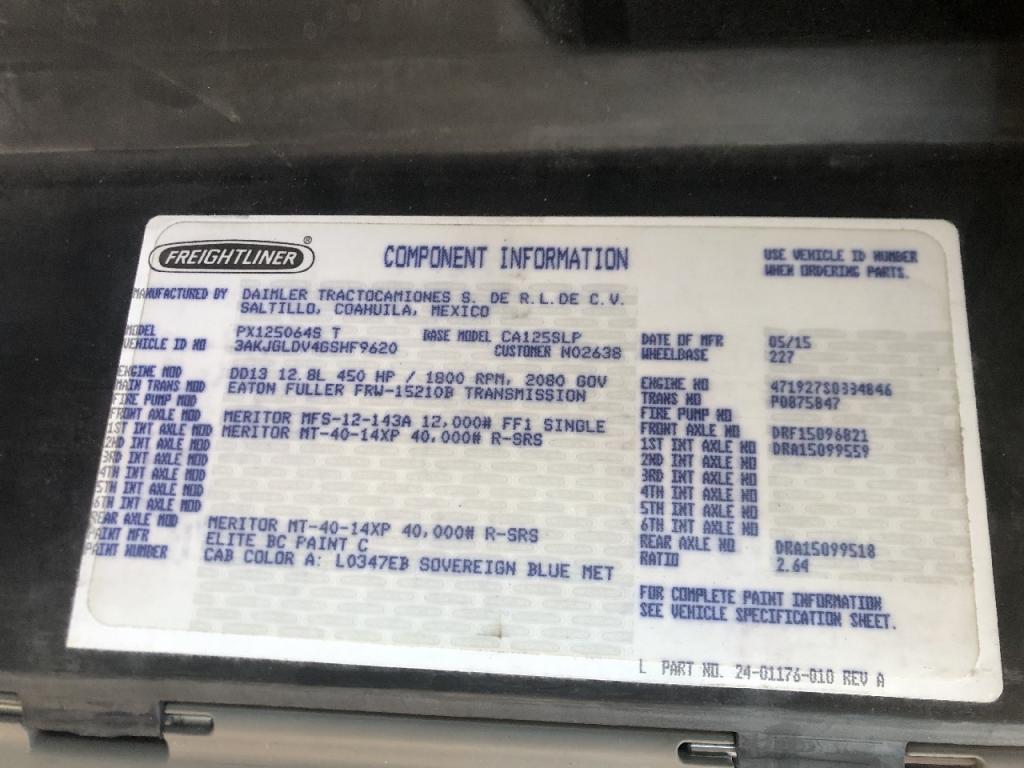 FREIGHTLINER®
COMPONENT INFORMATION
USE VEHICLE ID NUMBER
WHEN ORDERING PARTS.
MANUFACTURED BY DAIMLER TRACTOCAMIONES S. DE R.L.DE C.V.
SALTILLO, COAHUILA, MEXICO
MODEL PX125064S T BASE MODEL CA125SLP
VEHICLE ID NO 3AKJGLDV4GSHF9620 CUSTOMER NO2638
DATE OF MFR 05/15
WHEELBASE 227
ENGINE MOD DD13 12.8L 450 HP / 1800 RPM, 2080 GOV
MAIN TRANS MOD EATON FULLER FRW-15210B TRANSMISSION
FIRE PUMP MOD
FRONT AXLE MOD MERITOR MFS-12-143A 12,000# FF1 SINGLE
1ST INT AXLE MOD MERITOR MT-40-14XP 40,000# R-SRS
2ND INT AXLE MOD
3RD INT AXLE MOD
4TH INT AXLE MOD
5TH INT AXLE MOD
6TH INT AXLE MOD
REAR AXLE MOD MERITOR MT-40-14XP 40,000# R-SRS
PAINT MFR ELITE BC PAINT C
PAINT NUMBER CAB COLOR A: L0347EB SOVEREIGN BLUE MET
ENGINE NO 471927S0334846
TRANS NO P0875847
FIRE PUMP NO
FRONT AXLE NO DRF15096821
1ST INT AXLE NO DRA15099559
2ND INT AXLE NO
3RD INT AXLE NO
4TH INT AXLE NO
5TH INT AXLE NO
6TH INT AXLE NO
REAR AXLE NO DRA15099518
RATIO 2.64
FOR COMPLETE PAINT INFORMATION
SEE VEHICLE SPECIFICATION SHEET.
L PART NO. 24-01176-010 REV A